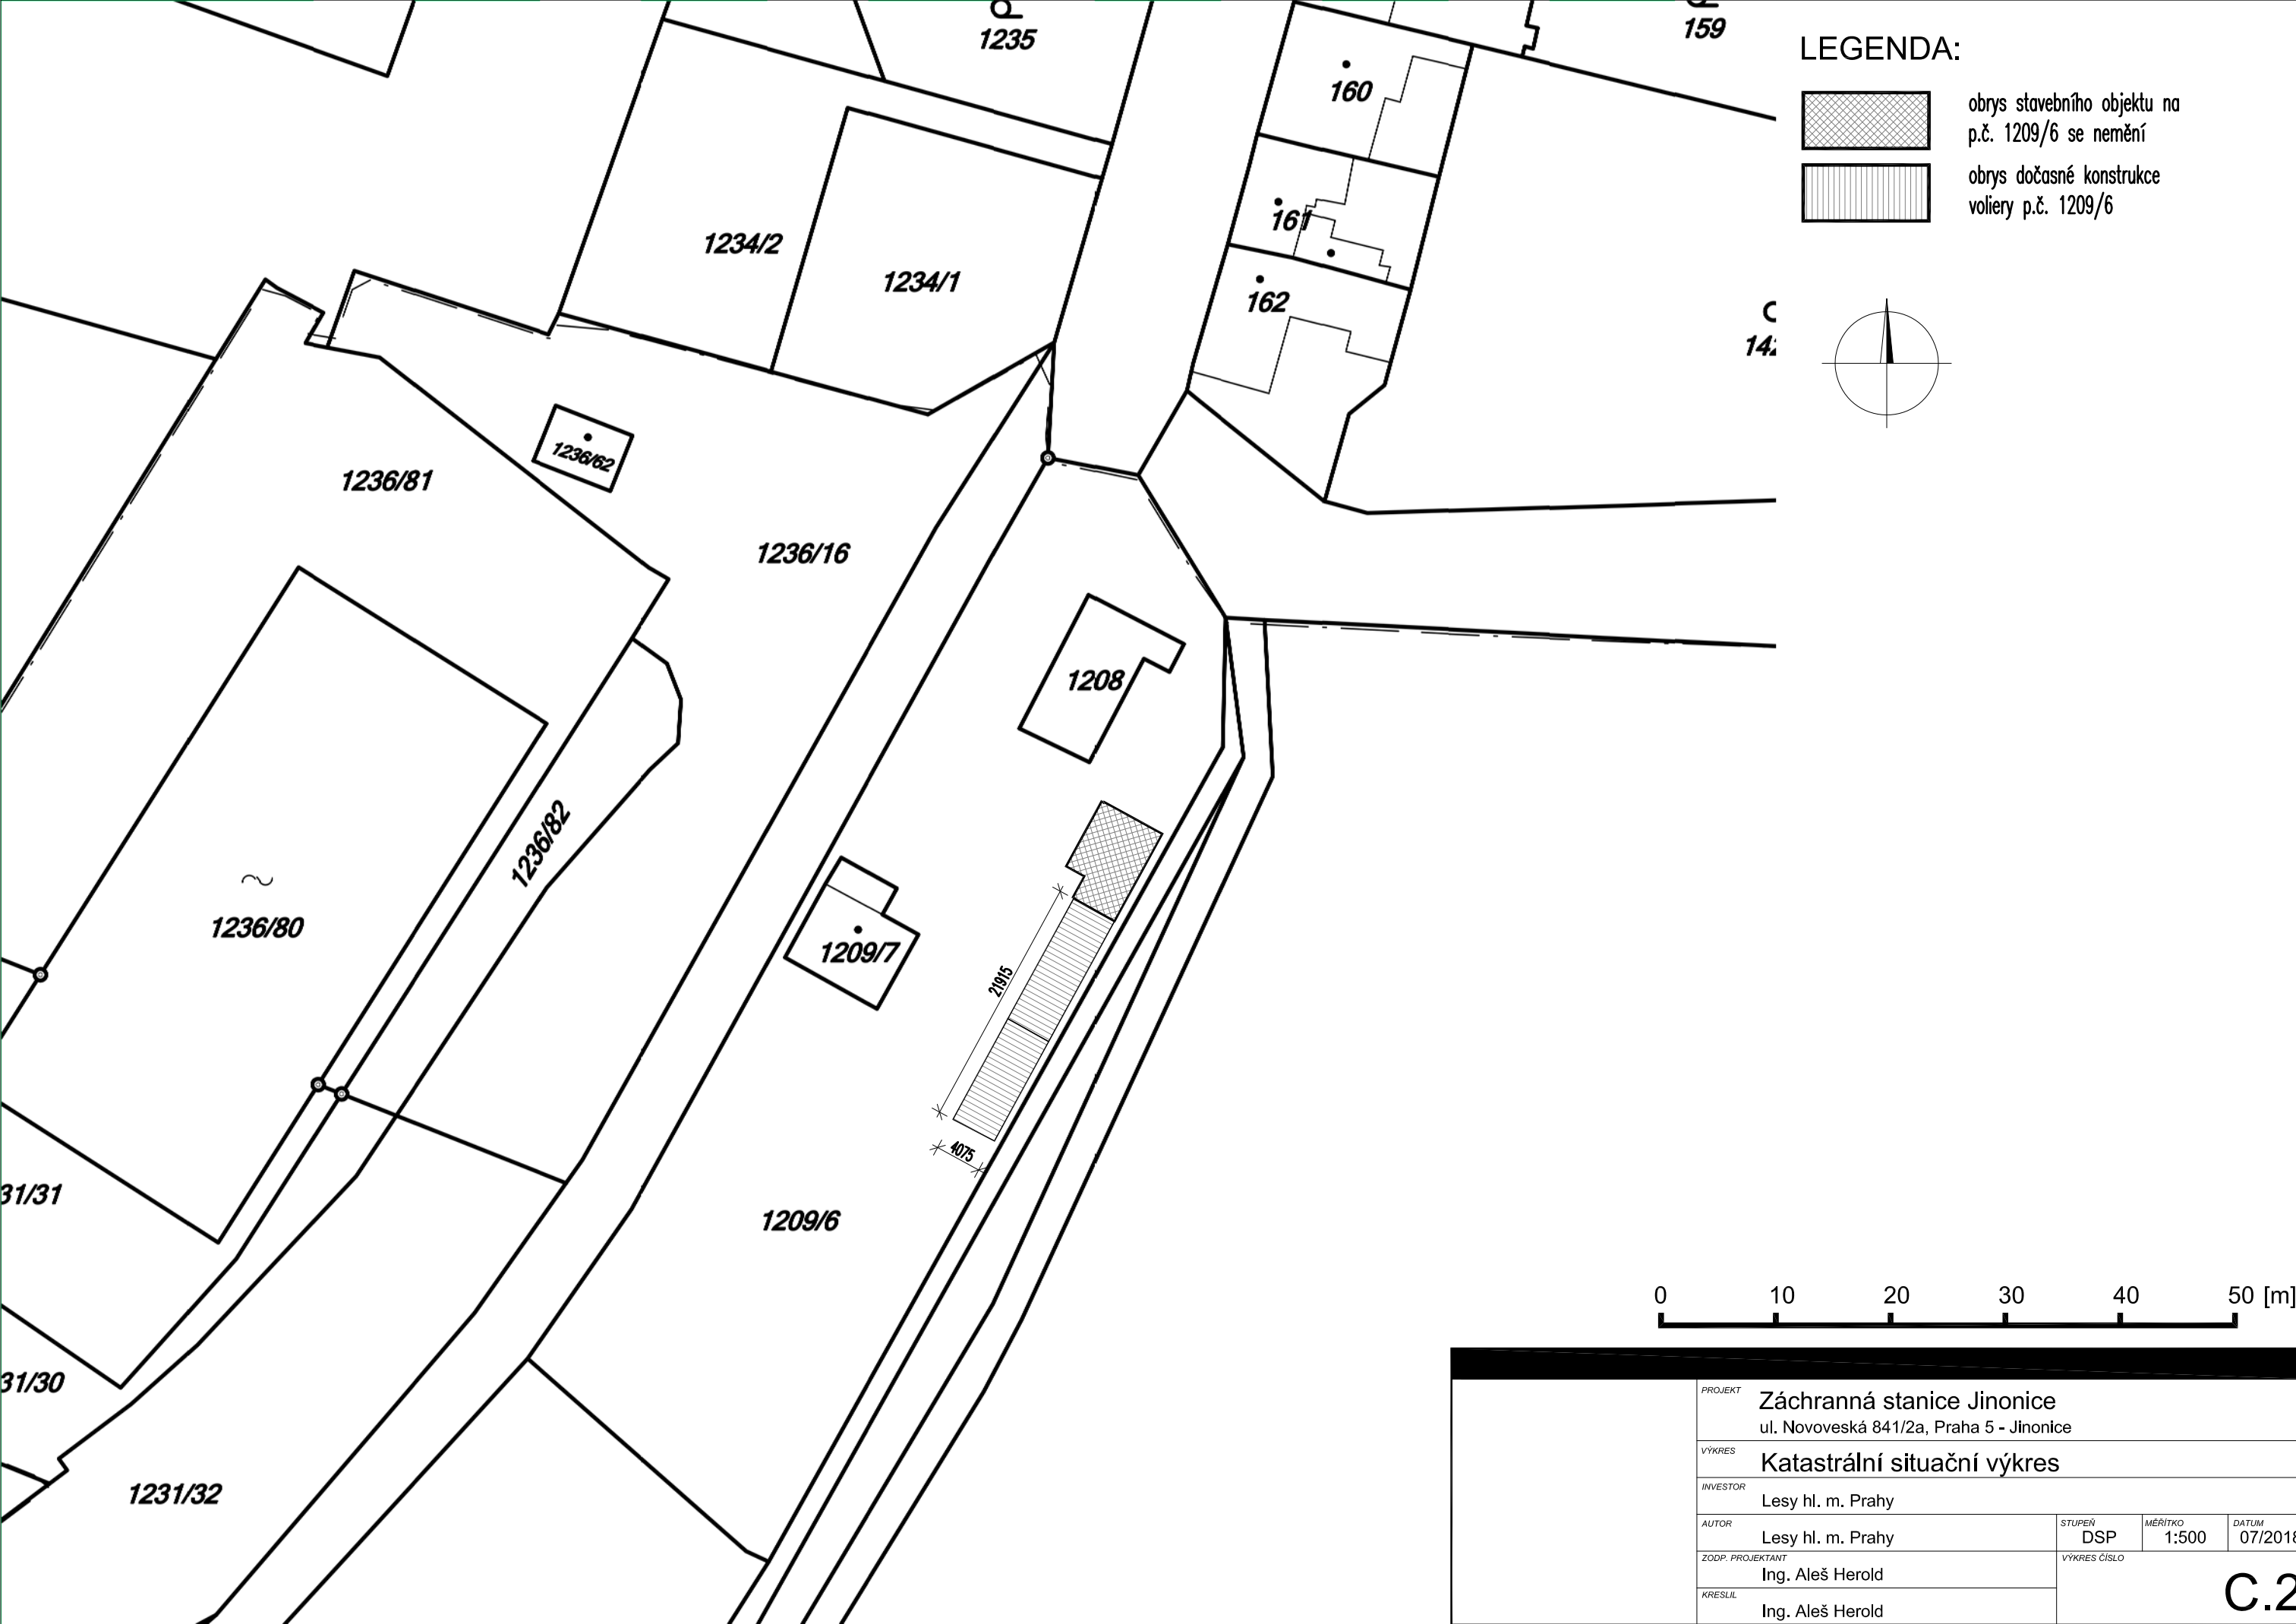 1235
159
160
161
162
1234/2
1234/1
1236/62
1236/81
1236/16
1208
1236/82
1236/80
1209/7
21915
4075
1209/6
31/31
31/30
1231/32
LEGENDA:
obrys stavebního objektu na
p.č. 1209/6 se nemění
obrys dočasné konstrukce
voliery p.č. 1209/6
0 10 20 30 40 50 [m]
PROJEKT Záchranná stanice Jinonice
ul. Novoveská 841/2a, Praha 5 - Jinonice
VÝKRES Katastrální situační výkres
INVESTOR Lesy hl. m. Prahy
AUTOR Lesy hl. m. Prahy
STUPEŇ DSP
MĚŘÍTKO 1:500
DATUM 07/2018
ZODP. PROJEKTANT Ing. Aleš Herold
VÝKRES ČÍSLO C.2
KRESLIL Ing. Aleš Herold